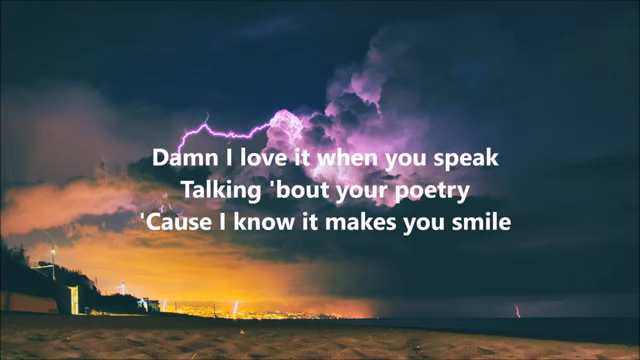 Damn I love it when you speak
Talking 'bout your poetry
'Cause I know it makes you smile